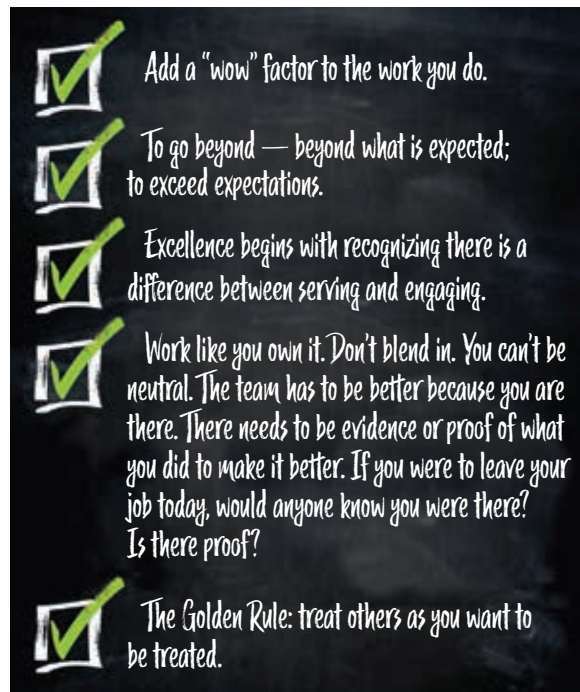 Add a “wow” factor to the work you do.
To go beyond — beyond what is expected;
to exceed expectations.
Excellence begins with recognizing there is a
difference between serving and engaging.
Work like you own it. Don’t blend in. You can’t be
neutral. The team has to be better because you are
there. There needs to be evidence or proof of what
you did to make it better. If you were to leave your
job today, would anyone know you were there?
Is there proof?
The Golden Rule: treat others as you want to
be treated.